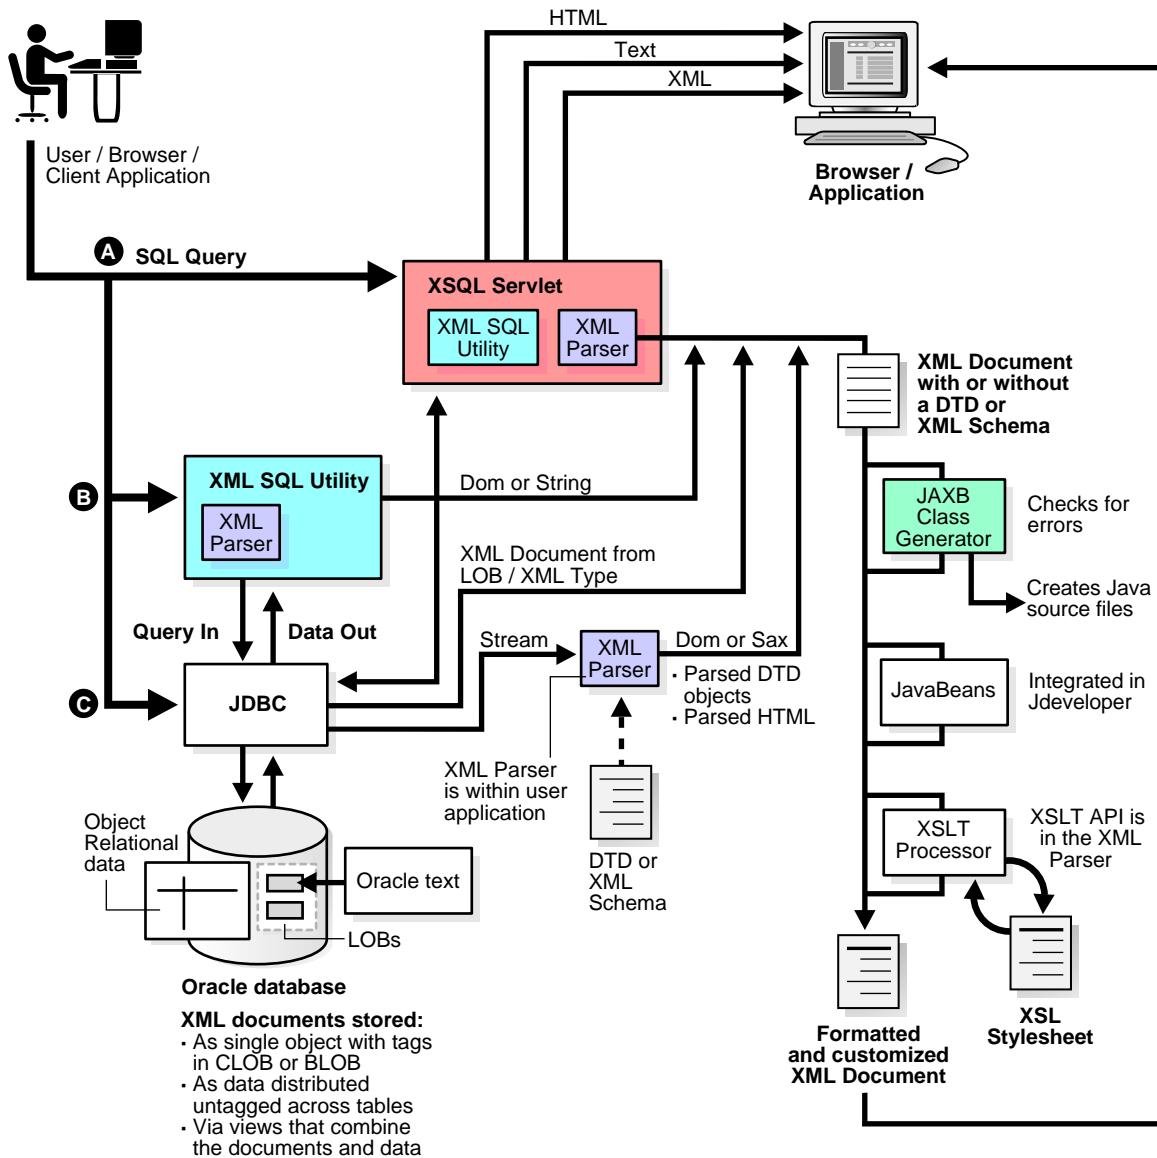 HTML
Text
XML
User / Browser /
Client Application
Browser /
Application
A
SQL Query
XSQL Servlet
XML SQL
Utility
XML
Parser
XML Document
with or without
a DTD or
XML Schema
B
XML SQL Utility
XML
Parser
Dom or String
JAXB
Class
Generator
Checks for
errors
XML Document from
LOB / XML Type
Creates Java
source files
Query In
Data Out
Stream
XML
Parser
Dom or Sax
· Parsed DTD
objects
· Parsed HTML
C
JDBC
JavaBeans
Integrated in
Jdeveloper
XML Parser
is within user
application
Object
Relational
data
Oracle text
LOBs
DTD or
XML
Schema
XSLT
Processor
XSLT API is
in the XML
Parser
Oracle database
XML documents stored:
· As single object with tags
in CLOB or BLOB
· As data distributed
untagged across tables
· Via views that combine
the documents and data
Formatted
and customized
XML Document
XSL
Stylesheet